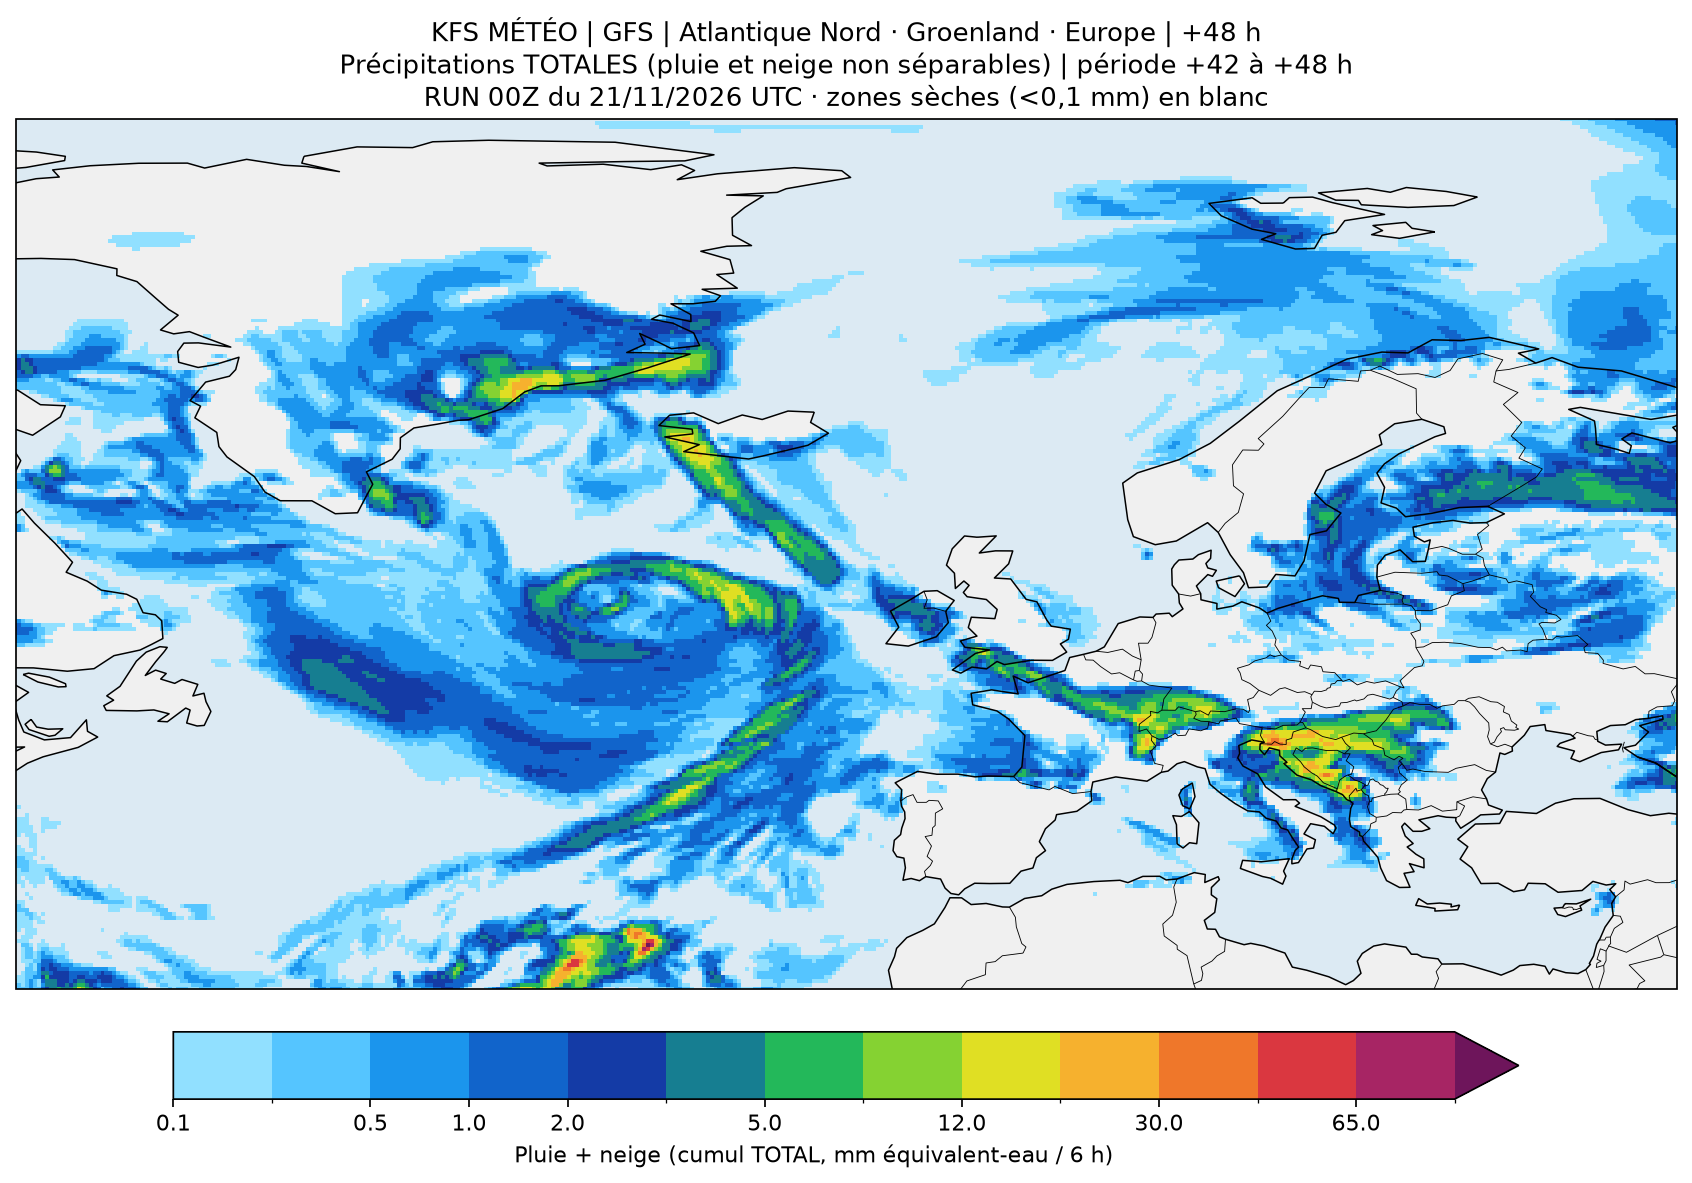 KFS MÉTÉO | GFS | Atlantique Nord · Groenland · Europe | +48 h
Précipitations TOTALES (pluie et neige non séparables) | période +42 à +48 h
RUN 00Z du 21/11/2026 UTC · zones sèches (<0,1 mm) en blanc
0.1 0.5 1.0 2.0 5.0 12.0 30.0 65.0
Pluie + neige (cumul TOTAL, mm équivalent-eau / 6 h)